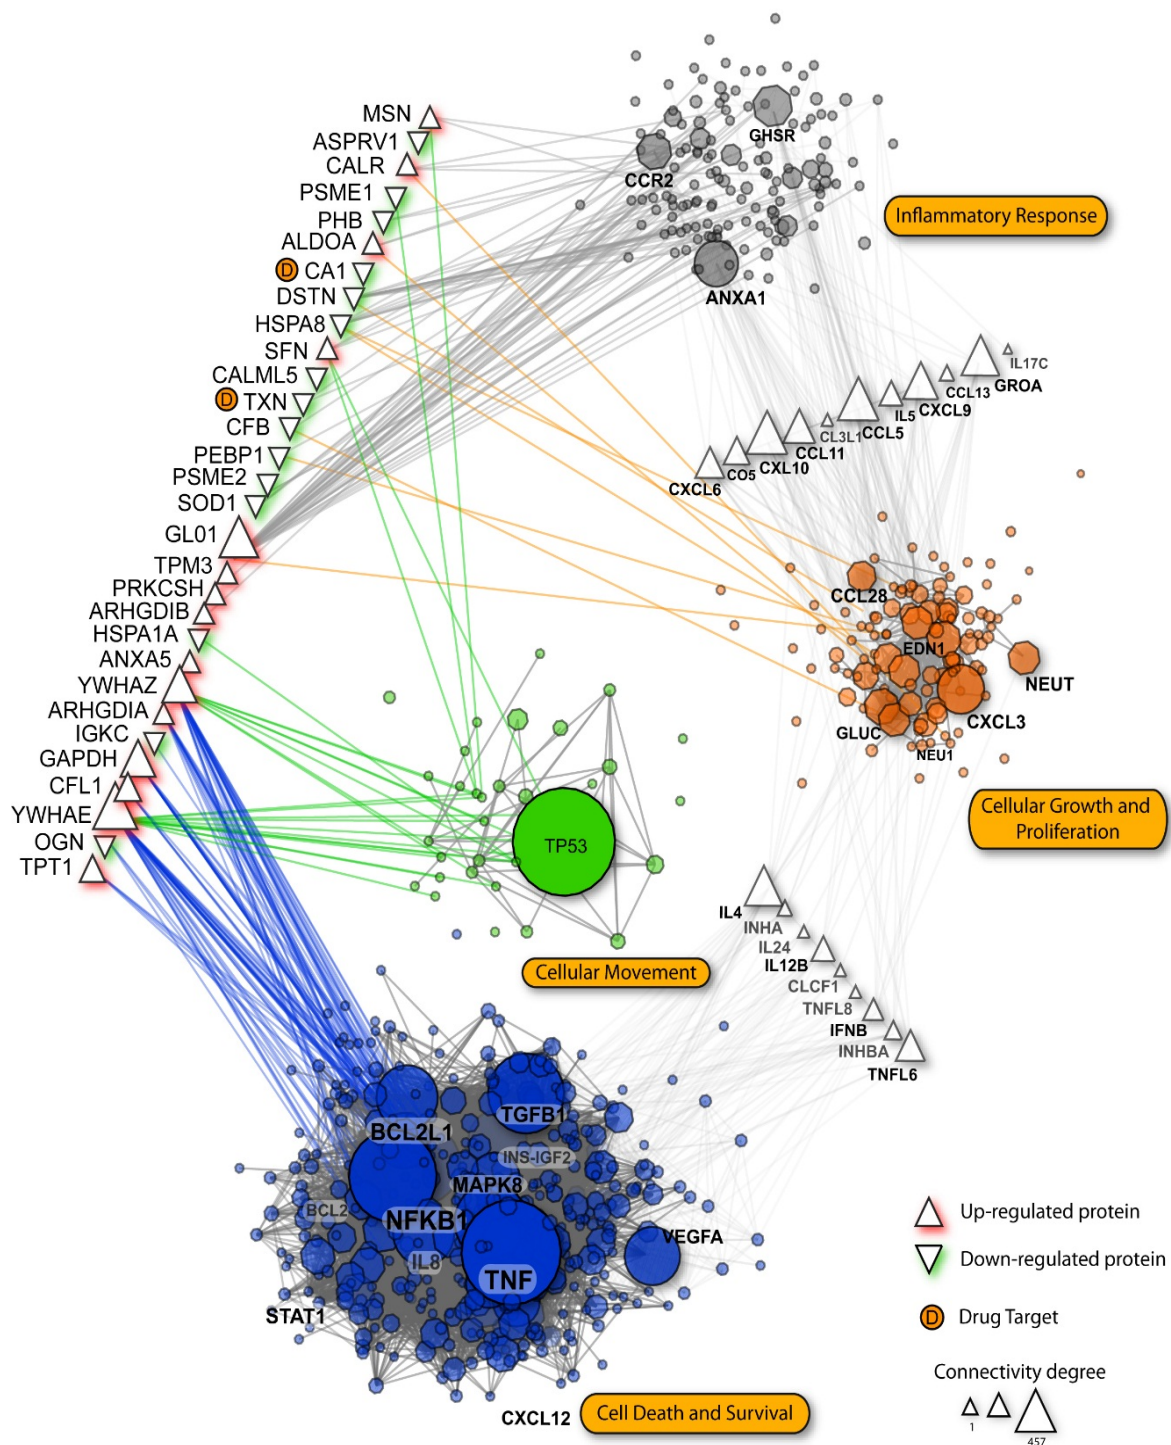 MSN
ASPRV1
CALR
PSME1
PHB
ALDOA
D CA1
DSTN
HSPA8
SFN
CALML5
D TXN
CFB
PEBP1
PSME2
SOD1
GL01
TPM3
PRKCSH
ARHGDIB
HSPA1A
ANXA5
YWHAZ
ARHGDIA
IGKC
GAPDH
CFL1
YWHAE
OGN
TPT1
GHSR
CCR2
ANXA1
Inflammatory Response
IL17C
GROA
CCL13
CXCL9
IL5
CCL5
CL3L1
CCL11
CXL10
CO5
CXCL6
CCL28
EDN1
NEUT
CXCL3
GLUC
NEU1
Cellular Growth and
Proliferation
TP53
Cellular Movement
IL4
INHA
IL24
IL12B
CLCF1
TNFL8
IFNB
INHBA
TNFL6
TGFB1
BCL2L1
INS-IGF2
MAPK8
BCL2
NFKB1
VEGFA
IL8
TNF
STAT1
CXCL12
Cell Death and Survival
Up-regulated protein
Down-regulated protein
D Drug Target
Connectivity degree
1
457